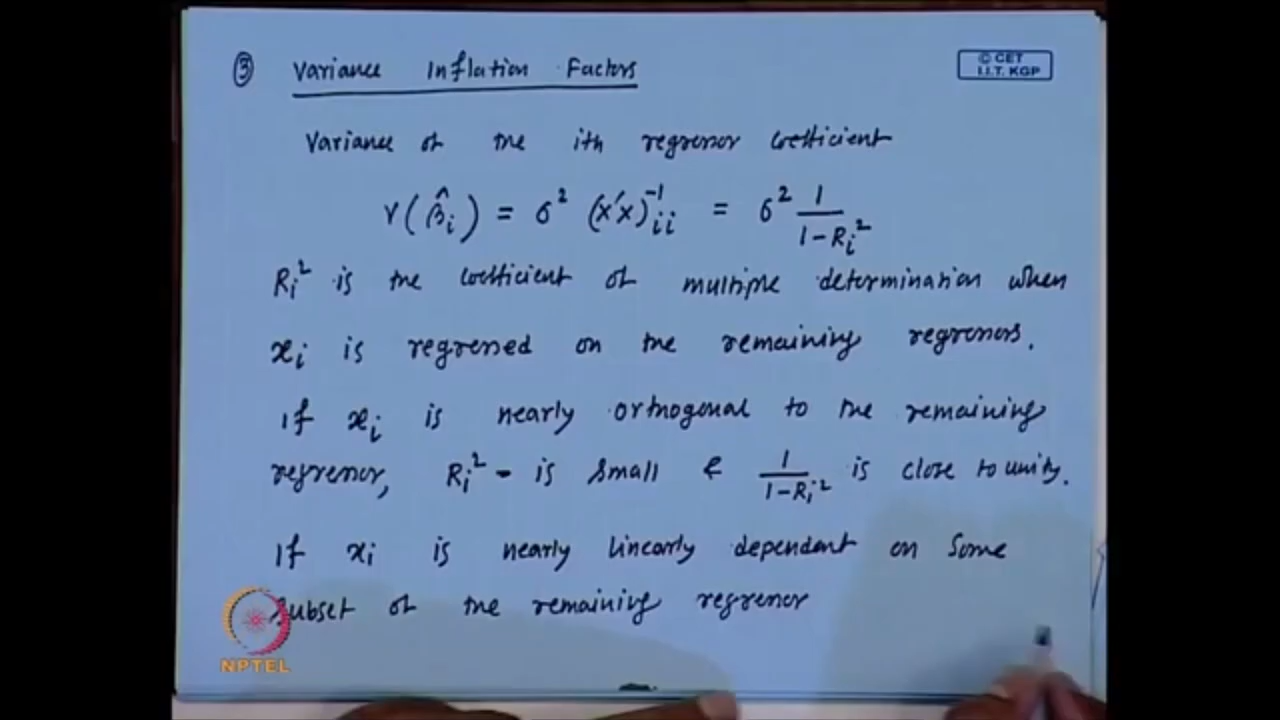 ③ Variance Inflation Factors
© CET
I.I.T. KGP
Variance of the ith regressor coefficient
V(β̂ᵢ) = σ² (x'x)⁻¹ᵢᵢ = σ² 1/(1-Rᵢ²)
Rᵢ² is the coefficient of multiple determination when
xᵢ is regressed on the remaining regressors.
If xᵢ is nearly orthogonal to the remaining
regressor, Rᵢ² - is small & 1/(1-Rᵢ²) is close to unity.
If xᵢ is nearly linearly dependent on some
subset of the remaining regressor
NPTEL